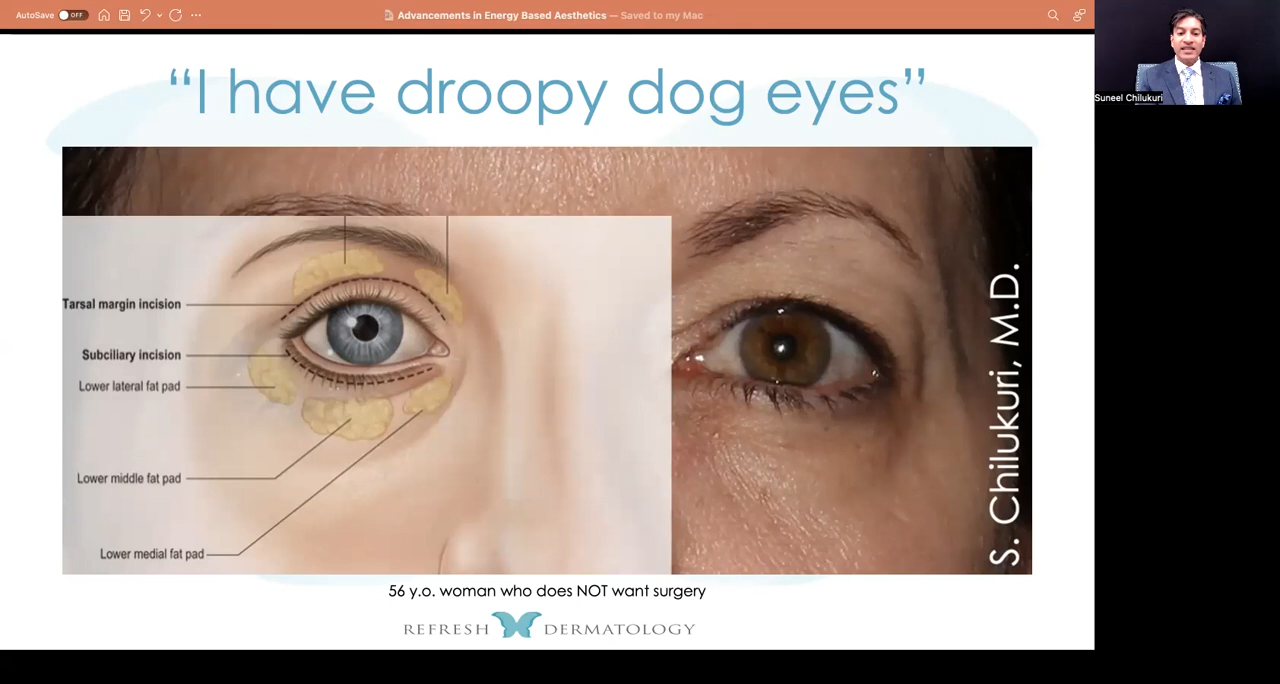 AutoSave OFF
Advancements in Energy Based Aesthetics — Saved to my Mac
Suneel Chilukuri
“I have droopy dog eyes”
Tarsal margin incision
Subciliary incision
Lower lateral fat pad
Lower middle fat pad
Lower medial fat pad
S. Chilukuri, M.D.
56 y.o. woman who does NOT want surgery
REFRESH DERMATOLOGY